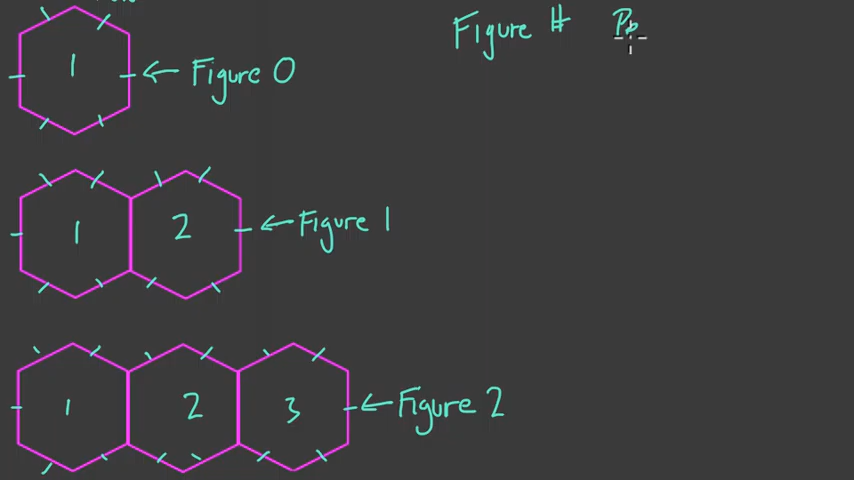 Figure #
1
← Figure 0
1 2
← Figure 1
1 2 3
← Figure 2